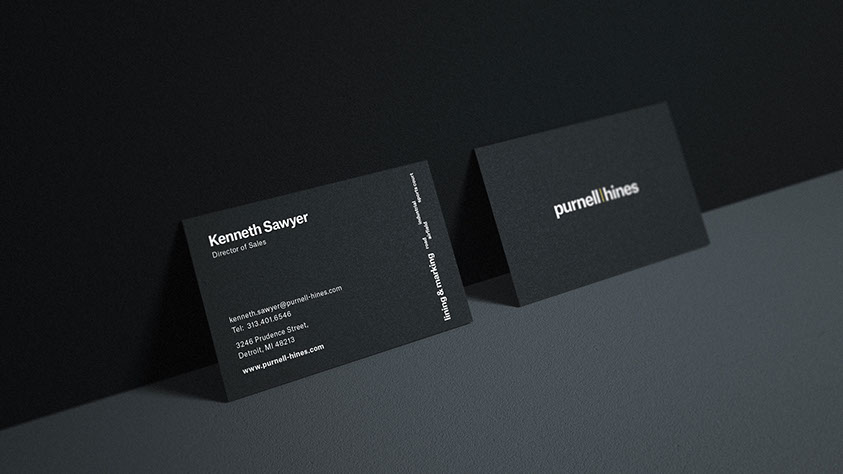 Kenneth Sawyer
Director of Sales
kenneth.sawyer@purnell-hines.com
Tel: 313.401.6546
3246 Prudence Street,
Detroit, MI 48213
www.purnell-hines.com
lining & marking
road
airfield
industrial
sports court
purnell|hines